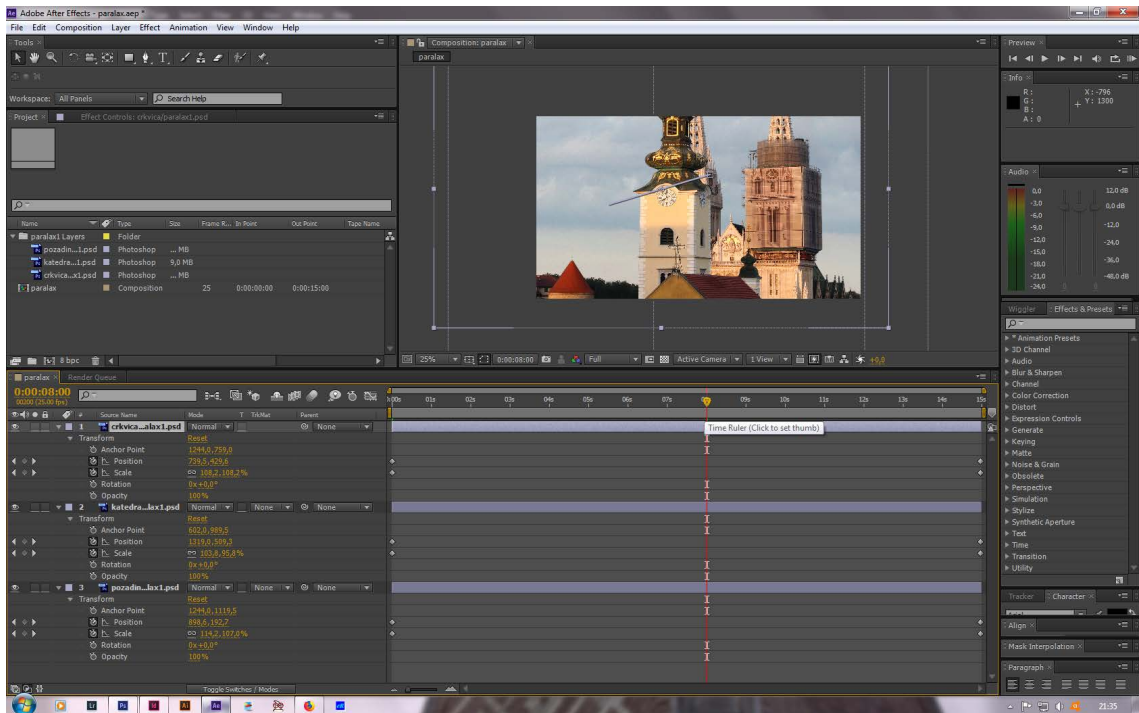 Adobe After Effects - paralax.aep *
File Edit Composition Layer Effect Animation View Window Help
Tools
Workspace: All Panels Search Help
Project Effect Controls: crkvica/paralax1.psd
Name Type Size Frame R... In Point Out Point Tape Name
paralax1 Layers Folder
pozadin...1.psd Photoshop ... MB
katedra...1.psd Photoshop 9,0 MB
crkvica...x1.psd Photoshop ... MB
paralax Composition 25 0:00:00:00 0:00:15:00
8 bpc
Composition: paralax
paralax
25% 0:00:08:00 Full Active Camera 1 View +0,0
Preview
Info
R: X: -796
G: Y: 1300
B:
A: 0
Audio
0,0 12,0 dB
-3,0 0,0 dB
-6,0
-9,0 -12,0
-12,0 -24,0
-15,0
-18,0 -36,0
-21,0 -48,0 dB
-24,0 0 0
Wiggler Effects & Presets
* Animation Presets
3D Channel
Audio
Blur & Sharpen
Channel
Color Correction
Distort
Expression Controls
Generate
Keying
Matte
Noise & Grain
Obsolete
Perspective
Simulation
Stylize
Synthetic Aperture
Text
Time
Transition
Utility
Tracker Character
Align
Mask Interpolation
Paragraph
paralax Render Queue
0:00:08:00
00200 (25.00 fps)
01s 02s 03s 04s 05s 06s 07s 09s 10s 11s 12s 13s 14s 15s
# Source Name Mode T TrkMat Parent
1 crkvica...alax1.psd Normal None
Time Ruler (Click to set thumb)
Transform Reset
Anchor Point 1244,0,759,0
Position 739,5,429,6
Scale 108,2,108,2%
Rotation 0x+0,0°
Opacity 100%
2 katedra...lax1.psd Normal None None
Transform Reset
Anchor Point 602,0,989,5
Position 1319,0,509,3
Scale 103,8,95,8%
Rotation 0x+0,0°
Opacity 100%
3 pozadin...lax1.psd Normal None None
Transform Reset
Anchor Point 1244,0,1119,5
Position 898,6,192,7
Scale 114,2,107,0%
Rotation 0x+0,0°
Opacity 100%
Toggle Switches / Modes
Lr Ps Id Ai Ae
21:35